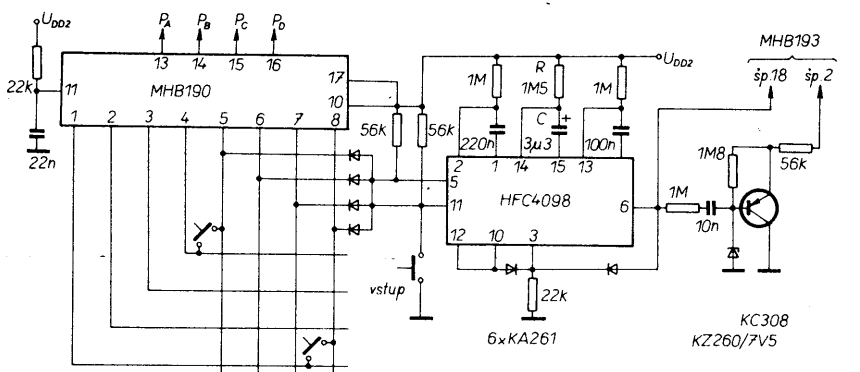 U_DD2
P_A P_B P_C P_D
MHB193
13 14 15 16
22k
11
MHB190
17
10
1 2 3 4 5 6 7 8
22n
56k 56k
U_DD2
1M
R
1M5
1M
220n
C +
3µ3
100n
2 1 14 15 13
5
11
HFC4098
6
12 10 3
šp.18 šp.2
1M8
56k
1M
10n
vstup
22k
6xKA261
KC308
KZ260/7V5